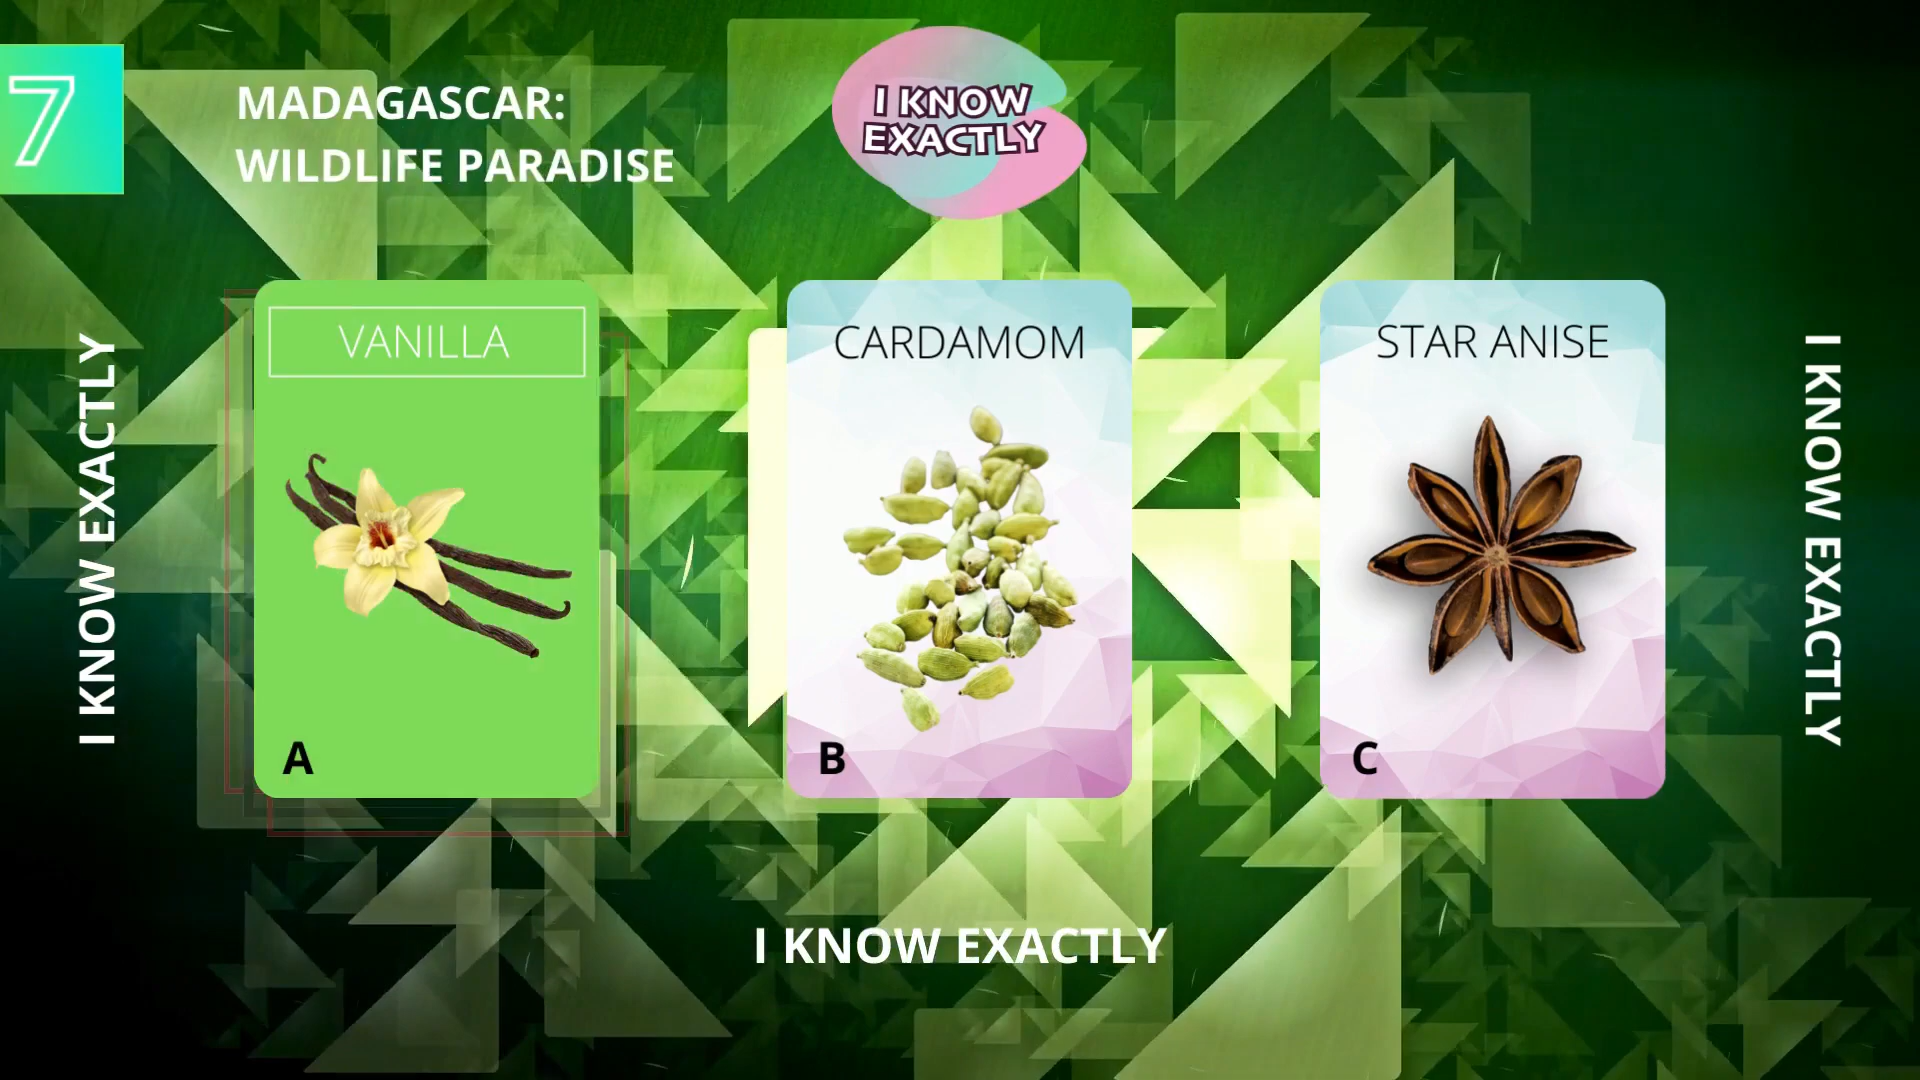 7
MADAGASCAR:
WILDLIFE PARADISE
I KNOW
EXACTLY
I KNOW EXACTLY
VANILLA
A
CARDAMOM
B
STAR ANISE
C
I KNOW EXACTLY
I KNOW EXACTLY